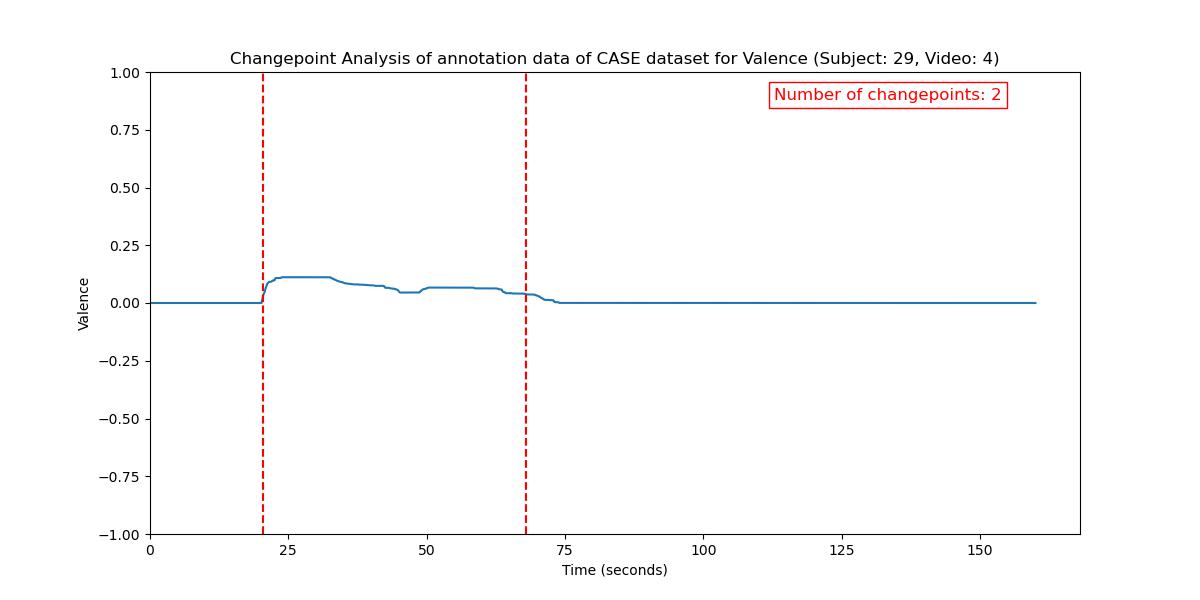 Changepoint Analysis of annotation data of CASE dataset for Valence (Subject: 29, Video: 4)
Number of changepoints: 2
1.00
0.75
0.50
0.25
0.00
−0.25
−0.50
−0.75
−1.00
Valence
0 25 50 75 100 125 150
Time (seconds)